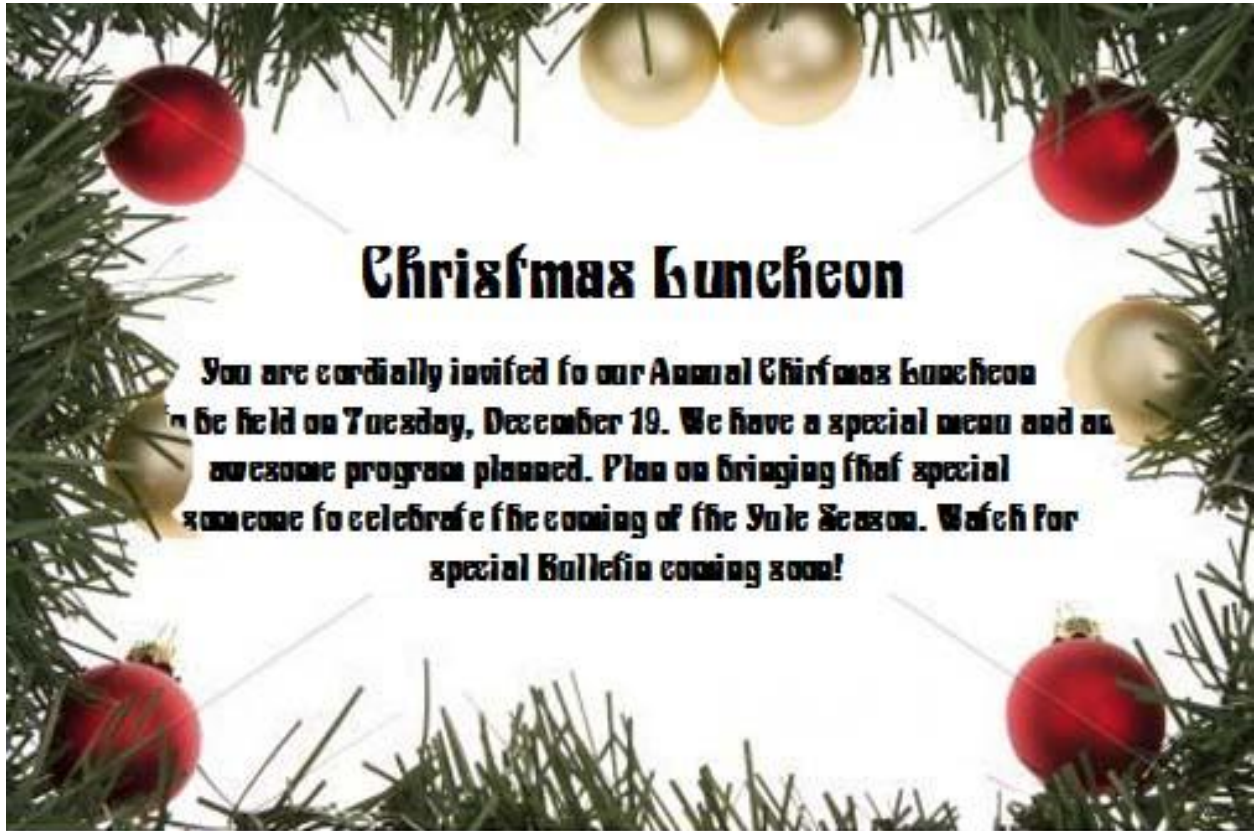 Christmas Luncheon
You are cordially invited to our Annual Chirtmas Luncheon
be held on Tuesday, December 19. We have a special menu and an
awesome program planned. Plan on bringing that special
someone to celebrate the coming of the Yule Season. Watch for
special Bulletin coming soon!